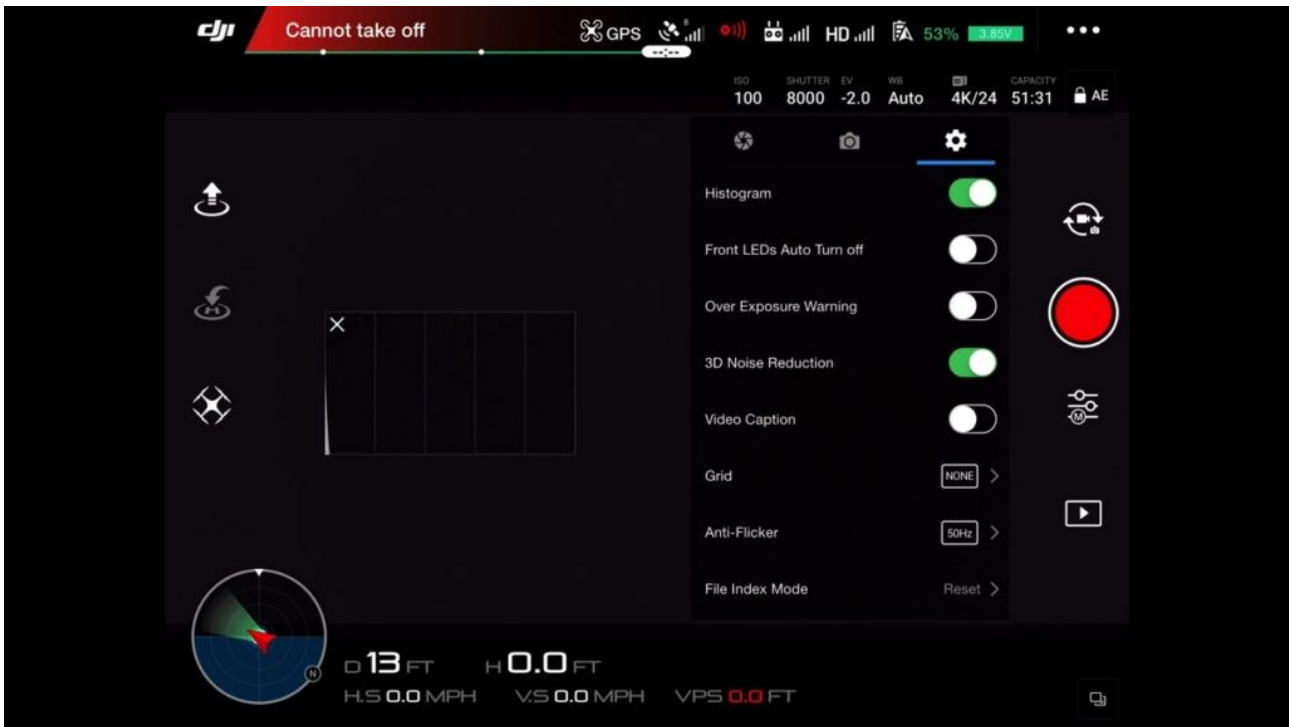 dji Cannot take off GPS HD 53% 3.85V
--:--
ISO SHUTTER EV WB CAPACITY
100 8000 -2.0 Auto 4K/24 51:31 AE
Histogram
Front LEDs Auto Turn off
Over Exposure Warning
3D Noise Reduction
Video Caption
Grid NONE
Anti-Flicker 50Hz
File Index Mode Reset
H
M
N
D 13 FT H 0.0 FT
H.S 0.0 MPH V.S 0.0 MPH VPS 0.0 FT